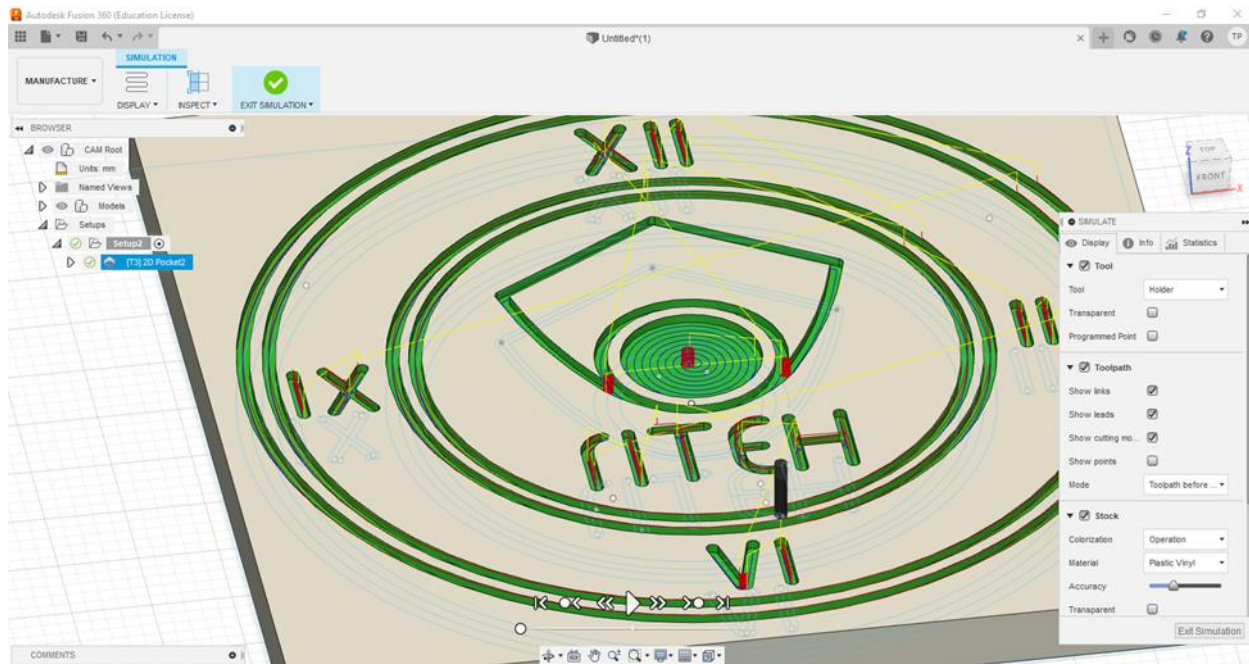 Autodesk Fusion 360 (Education License)
Untitled*(1)
TP
SIMULATION
MANUFACTURE
DISPLAY
INSPECT
EXIT SIMULATION
BROWSER
CAM Root
Units: mm
Named Views
Models
Setups
Setup2
[T3] 2D Pocket2
XII
IX
II
RITEH
VI
Z
TOP
FRONT
X
SIMULATE
Display Info Statistics
Tool
Tool Holder
Transparent
Programmed Point
Toolpath
Show links
Show leads
Show cutting mo...
Show points
Mode Toolpath before ...
Stock
Colorization Operation
Material Plastic Vinyl
Accuracy
Transparent
Exit Simulation
COMMENTS